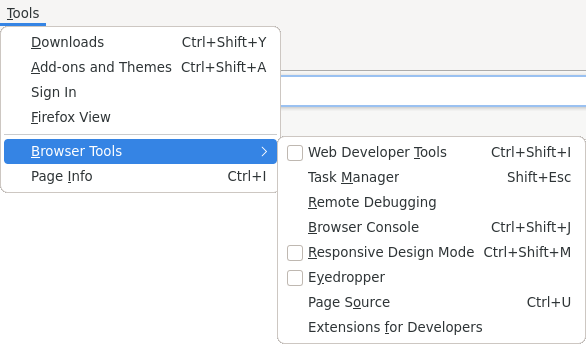 Tools
Downloads Ctrl+Shift+Y
Add-ons and Themes Ctrl+Shift+A
Sign In
Firefox View
Browser Tools
Page Info Ctrl+I
Web Developer Tools Ctrl+Shift+I
Task Manager Shift+Esc
Remote Debugging
Browser Console Ctrl+Shift+J
Responsive Design Mode Ctrl+Shift+M
Eyedropper
Page Source Ctrl+U
Extensions for Developers